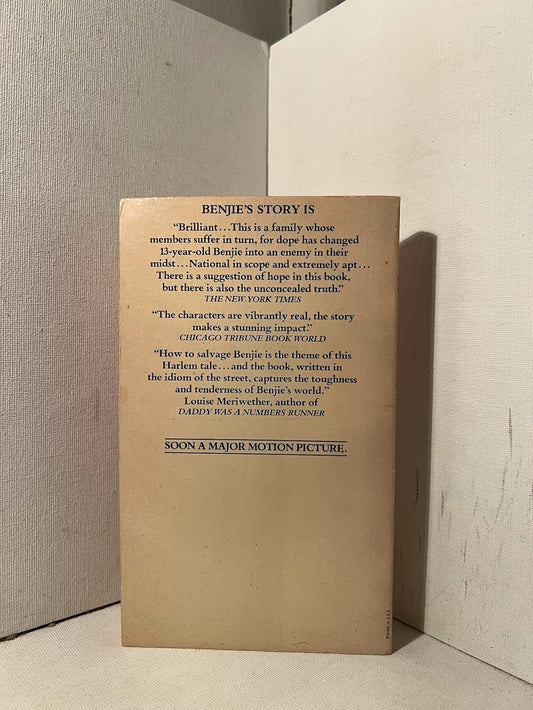 BENJIE'S STORY IS
“Brilliant...This is a family whose
members suffer in turn, for dope has changed
13-year-old Benjie into an enemy in their
midst...National in scope and extremely apt...
There is a suggestion of hope in this book,
but there is also the unconcealed truth.”
THE NEW YORK TIMES
“The characters are vibrantly real, the story
makes a stunning impact.”
CHICAGO TRIBUNE BOOK WORLD
“How to salvage Benjie is the theme of this
Harlem tale...and the book, written in
the idiom of the street, captures the toughness
and tenderness of Benjie's world.”
Louise Meriwether, author of
DADDY WAS A NUMBERS RUNNER
SOON A MAJOR MOTION PICTURE.
Printed in U.S.A.